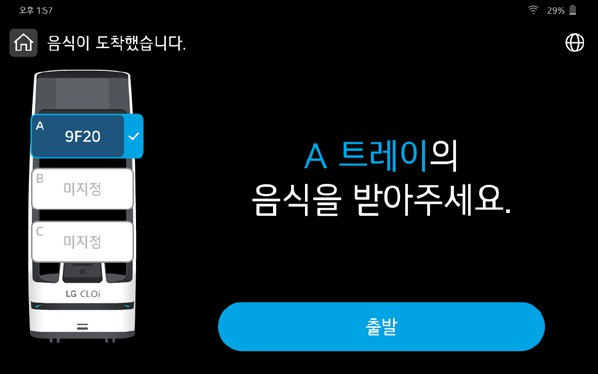 오후 1:57
29%
음식이 도착했습니다.
A
9F20
B
미지정
C
미지정
LG CLOi
A 트레이의
음식을 받아주세요.
출발